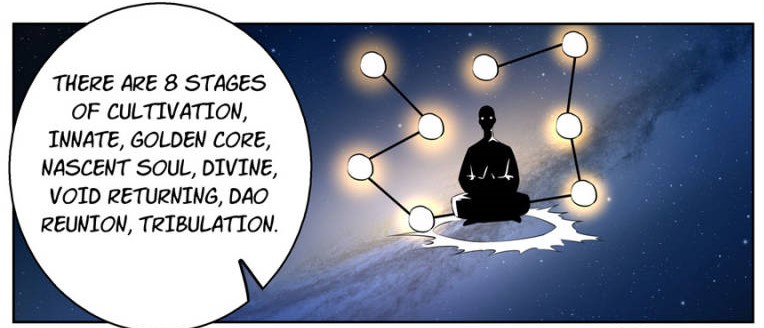 THERE ARE 8 STAGES
OF CULTIVATION,
INNATE, GOLDEN CORE,
NASCENT SOUL, DIVINE,
VOID RETURNING, DAO
REUNION, TRIBULATION.